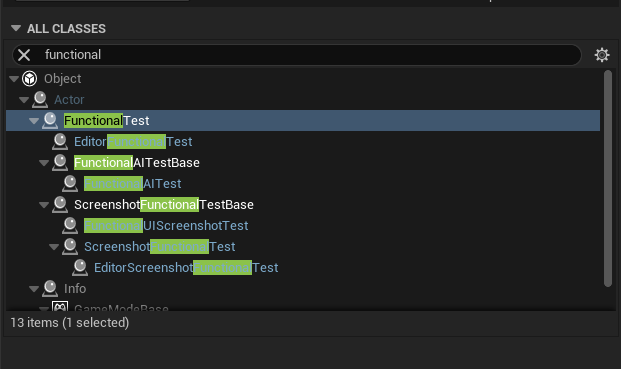 ALL CLASSES
functional
Object
Actor
FunctionalTest
EditorFunctionalTest
FunctionalAITestBase
FunctionalAITest
ScreenshotFunctionalTestBase
FunctionalUIScreenshotTest
ScreenshotFunctionalTest
EditorScreenshotFunctionalTest
Info
GameModeBase
13 items (1 selected)